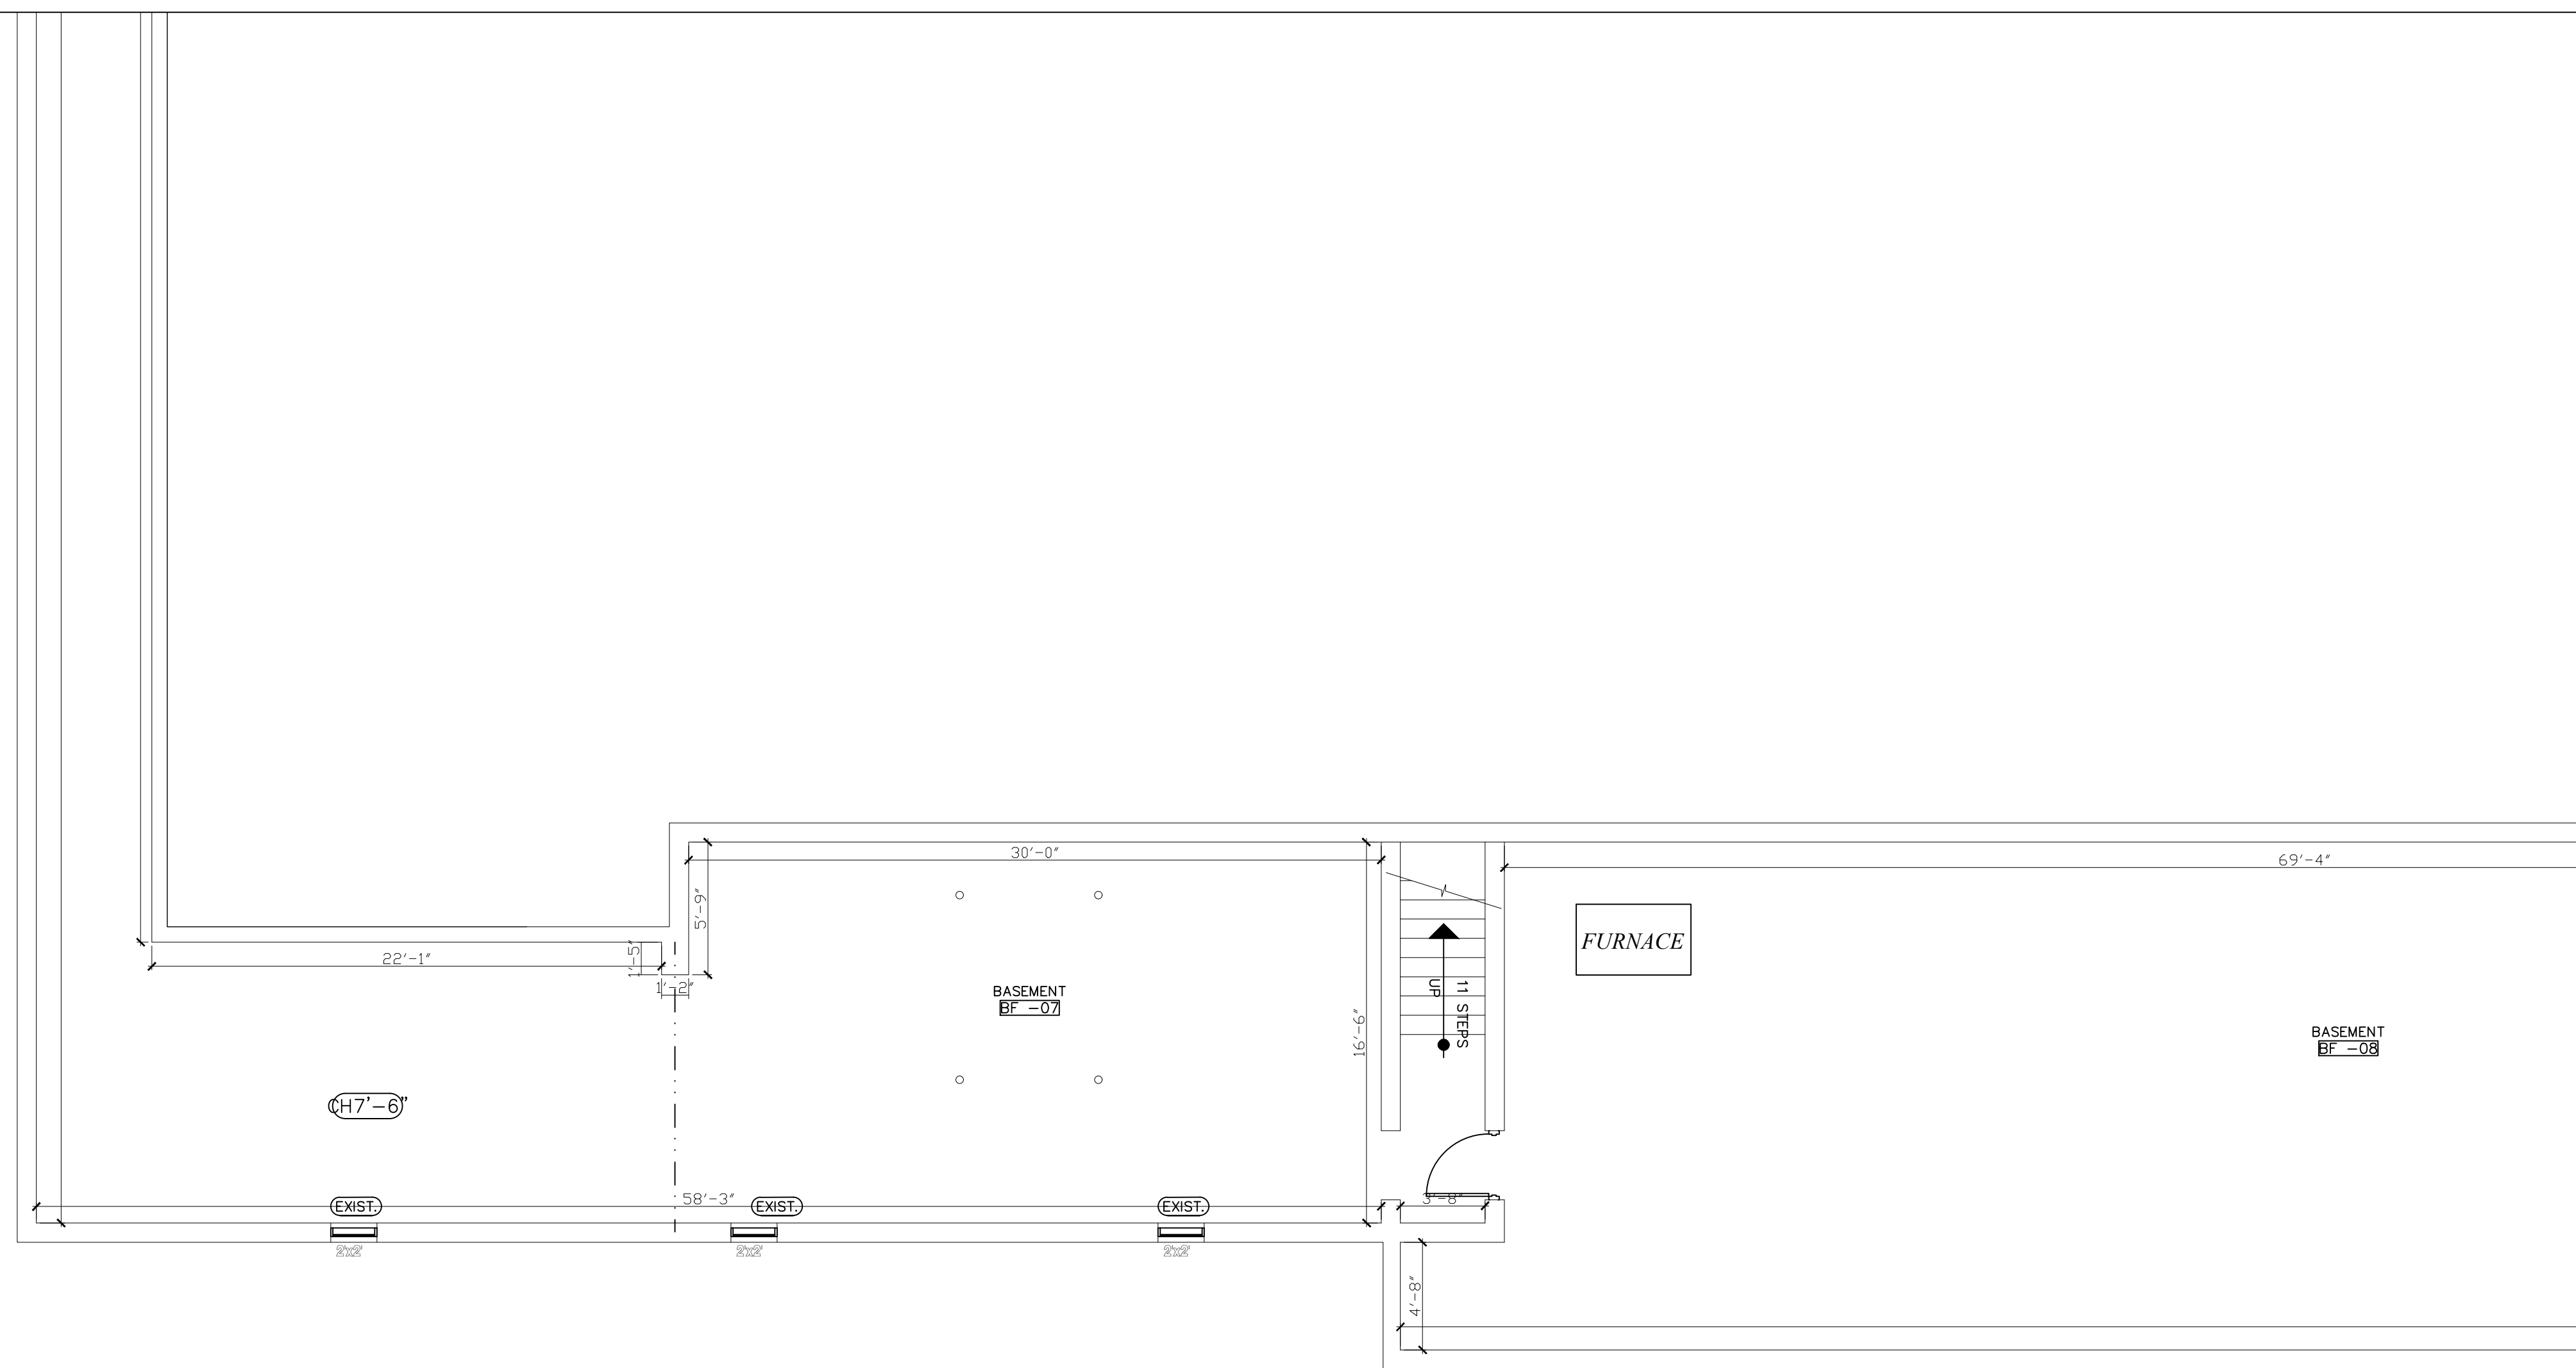 30'-0"
69'-4"
5'-9"
FURNACE
1'-5"
22'-1"
1'-2"
BASEMENT
BF -07
UP
11 STEPS
16'-6"
BASEMENT
BF -08
CH7'-6"
58'-3"
3'-8"
EXIST.
EXIST.
EXIST.
2'x2'
2'x2'
2'x2'
4'-8"